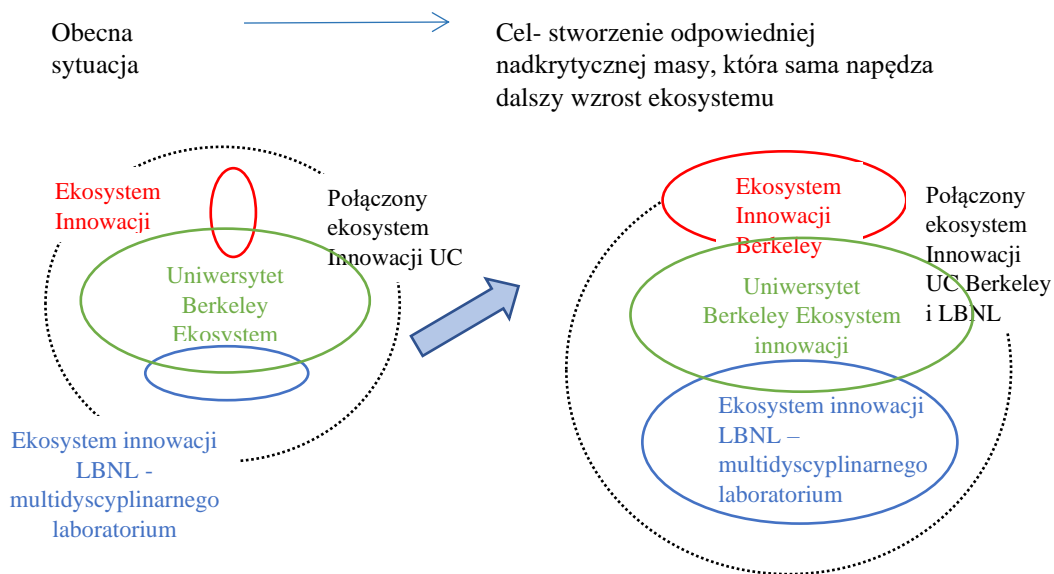 Obecna
sytuacja
Cel- stworzenie odpowiedniej
nadkrytycznej masy, która sama napędza
dalszy wzrost ekosystemu
Ekosystem
Innowacji
Połączony
ekosystem
Innowacji UC
Uniwersytet
Berkeley
Ekosystem
Ekosystem innowacji
LBNL -
multidyscyplinarnego
laboratorium
Ekosystem
Innowacji
Berkeley
Połączony
ekosystem
Innowacji
UC Berkeley
i LBNL
Uniwersytet
Berkeley Ekosystem
innowacji
Ekosystem innowacji
LBNL –
multidyscyplinarnego
laboratorium